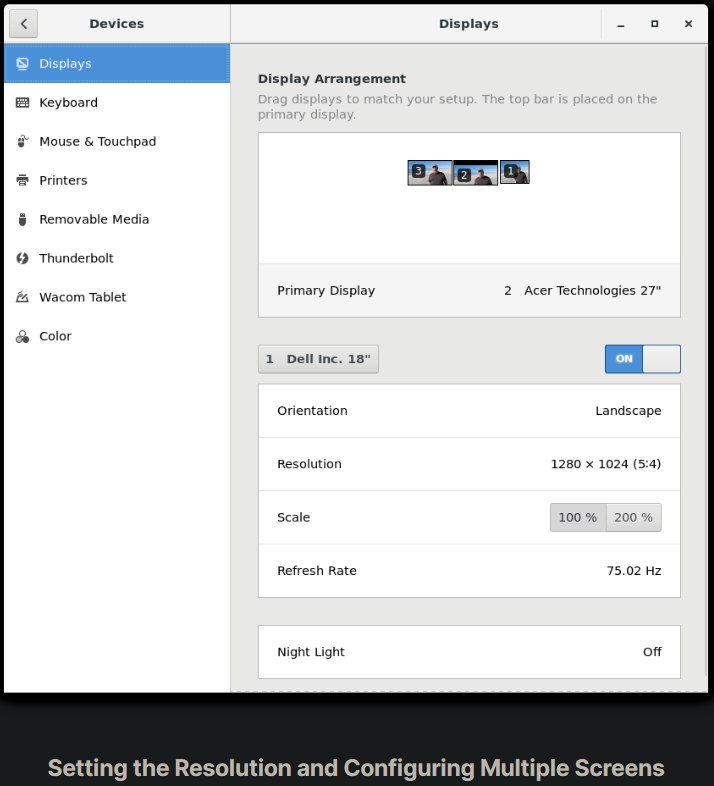 Devices
Displays
Displays
Keyboard
Mouse & Touchpad
Printers
Removable Media
Thunderbolt
Wacom Tablet
Color
Display Arrangement
Drag displays to match your setup. The top bar is placed on the
primary display.
3 2 1
Primary Display 2 Acer Technologies 27"
1 Dell Inc. 18"
ON
Orientation Landscape
Resolution 1280 × 1024 (5∶4)
Scale 100 % 200 %
Refresh Rate 75.02 Hz
Night Light Off
Setting the Resolution and Configuring Multiple Screens